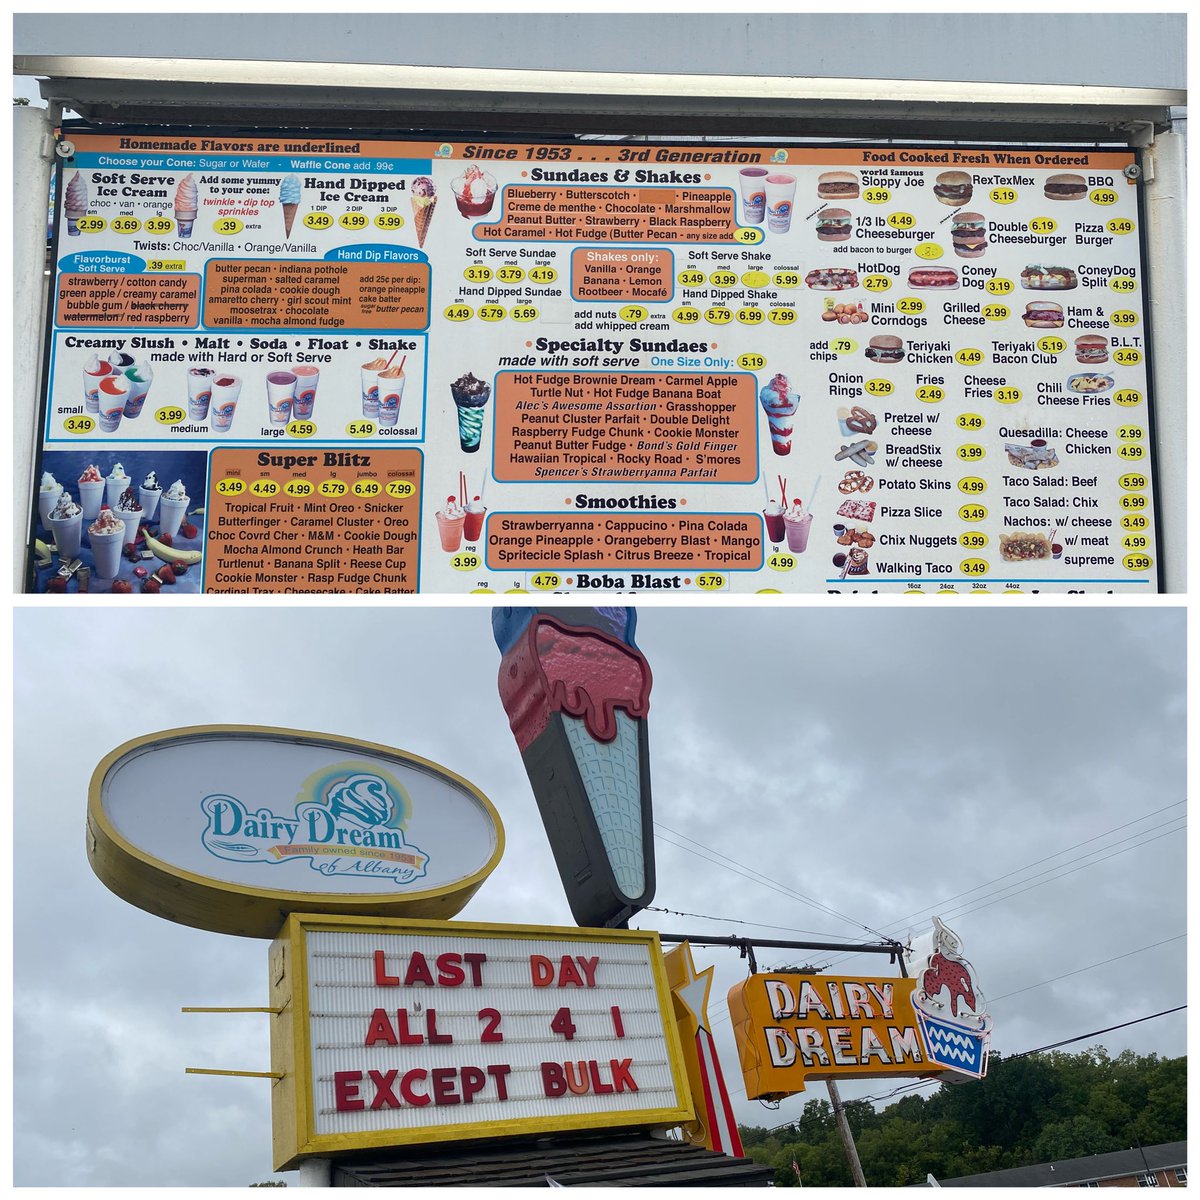 Homemade Flavors are underlined
Since 1953 . . . 3rd Generation
Food Cooked Fresh When Ordered
Choose your Cone: Sugar or Wafer - Waffle Cone add .99¢
Soft Serve
Ice Cream
choc • van • orange
sm med lg
2.99 3.69 3.99
Add some yummy
to your cone:
twinkle • dip top
sprinkles
.39 extra
Hand Dipped
Ice Cream
1 DIP 2 DIP 3 DIP
3.49 4.99 5.99
Twists: Choc/Vanilla • Orange/Vanilla
Flavorburst
Soft Serve
.39 extra
strawberry / cotton candy
green apple / creamy caramel
bubble gum / black cherry
watermelon / red raspberry
Hand Dip Flavors
butter pecan • indiana pothole
superman • salted caramel
pina colada • cookie dough
amaretto cherry • girl scout mint
moosetrax • chocolate
vanilla • mocha almond fudge
add 25c per dip:
orange pineapple
cake batter
sugar free butter pecan
Creamy Slush • Malt • Soda • Float • Shake
made with Hard or Soft Serve
small
3.49
3.99
medium
large 4.59
5.49 colossal
Super Blitz
mini sm med lg jumbo colossal
3.49 4.49 4.99 5.79 6.49 7.99
Tropical Fruit • Mint Oreo • Snicker
Butterfinger • Caramel Cluster • Oreo
Choc Covrd Cher • M&M • Cookie Dough
Mocha Almond Crunch • Heath Bar
Turtlenut • Banana Split • Reese Cup
Cookie Monster • Rasp Fudge Chunk
Cardinal Trax • Cheesecake • Cake Batter
• Sundaes & Shakes •
Blueberry • Butterscotch • • Pineapple
Creme de menthe • Chocolate • Marshmallow
Peanut Butter • Strawberry • Black Raspberry
Hot Caramel • Hot Fudge (Butter Pecan - any size add .99
Soft Serve Sundae
sm med large
3.19 3.79 4.19
Hand Dipped Sundae
sm med large
4.49 5.79 5.69
Shakes only:
Vanilla • Orange
Banana • Lemon
Rootbeer • Mocafé
add nuts .79 extra
add whipped cream
Soft Serve Shake
sm med large colossal
3.49 3.99 4.59 5.99
Hand Dipped Shake
sm med large colossal
4.99 5.79 6.99 7.99
• Specialty Sundaes •
made with soft serve One Size Only: 5.19
Hot Fudge Brownie Dream • Carmel Apple
Turtle Nut • Hot Fudge Banana Boat
Alec's Awesome Assortion • Grasshopper
Peanut Cluster Parfait • Double Delight
Raspberry Fudge Chunk • Cookie Monster
Peanut Butter Fudge • Bond's Gold Finger
Hawaiian Tropical • Rocky Road • S'mores
Spencer's Strawberryanna Parfait
• Smoothies •
Strawberryanna • Cappucino • Pina Colada
Orange Pineapple • Orangeberry Blast • Mango
Spritecicle Splash • Citrus Breeze • Tropical
reg
3.99
lg
4.99
reg lg
4.79 • Boba Blast • 5.79
world famous
Sloppy Joe
3.99
RexTexMex
5.19
BBQ
4.99
1/3 lb 4.49
Cheeseburger
add bacon to burger
Double 6.19
Cheeseburger
Pizza 3.49
Burger
HotDog
2.79
Coney
Dog 3.19
ConeyDog
Split 4.99
Mini 2.99
Corndogs
Grilled
Cheese 2.99
Ham &
Cheese 3.99
add .79
chips
Teriyaki
Chicken 4.49
Teriyaki 5.19
Bacon Club
B.L.T.
3.49
Onion
Rings 3.29
Fries
2.49
Cheese
Fries 3.19
Chili
Cheese Fries 4.49
Pretzel w/
cheese 3.49
BreadStix
w/ cheese 3.99
Potato Skins 4.99
Pizza Slice 3.49
Chix Nuggets 3.99
Walking Taco 3.49
Quesadilla: Cheese 2.99
Chicken 4.99
Taco Salad: Beef 5.99
Taco Salad: Chix 6.99
Nachos: w/ cheese 3.49
w/ meat 4.99
supreme 5.99
16oz 24oz 32oz 44oz
Dairy Dream
Family owned since 1953
of Albany
LAST DAY
ALL 2 4 1
EXCEPT BULK
DAIRY
DREAM